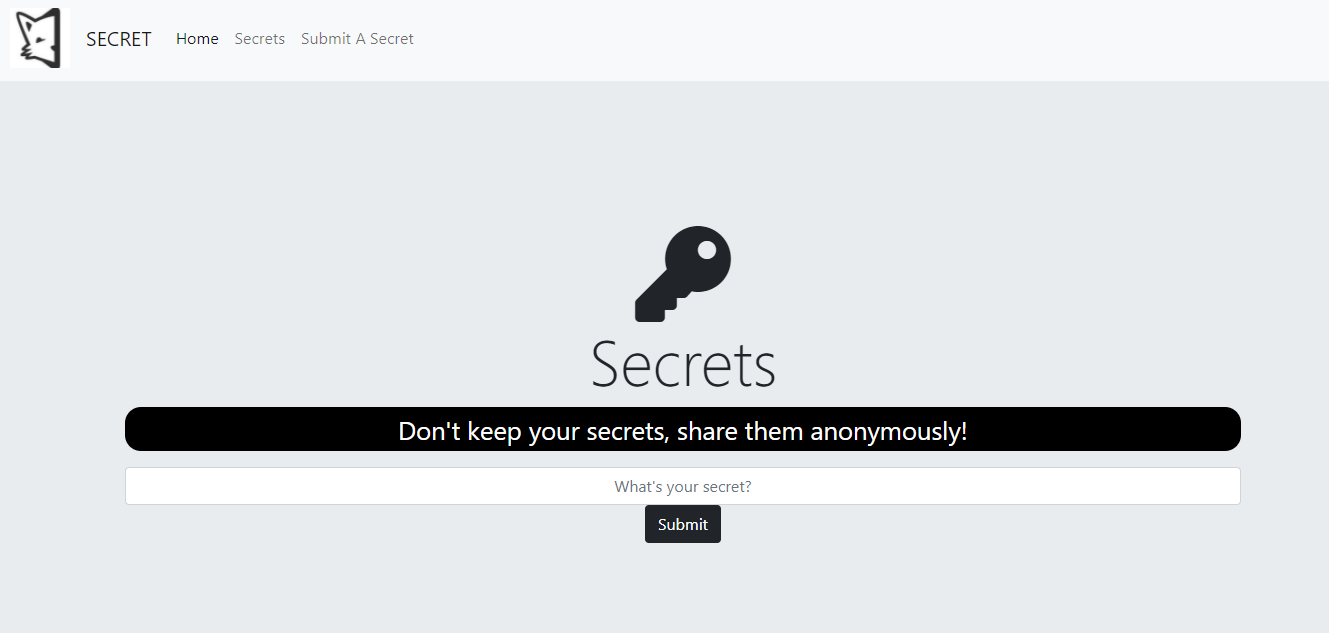 SECRET Home Secrets Submit A Secret
Secrets
Don't keep your secrets, share them anonymously!
What's your secret?
Submit